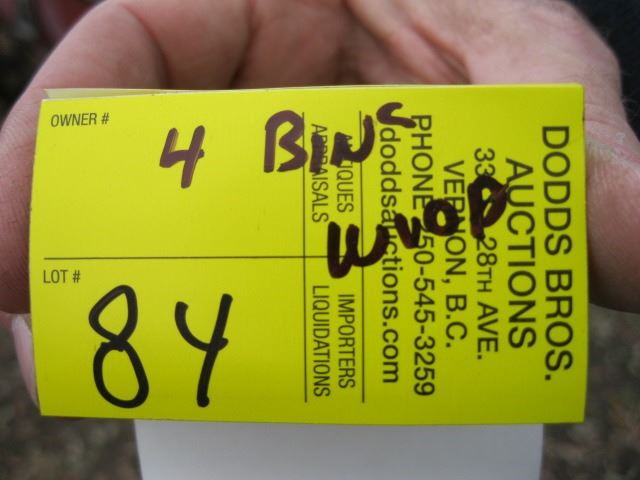 OWNER #
4 BINS
WOOD
LOT #
84
DODDS BROS.
AUCTIONS
28TH AVE.
VERNON, B.C.
PHONE 50-545-3259
doddsauctions.com
ANTIQUES IMPORTERS
APPRAISALS LIQUIDATIONS